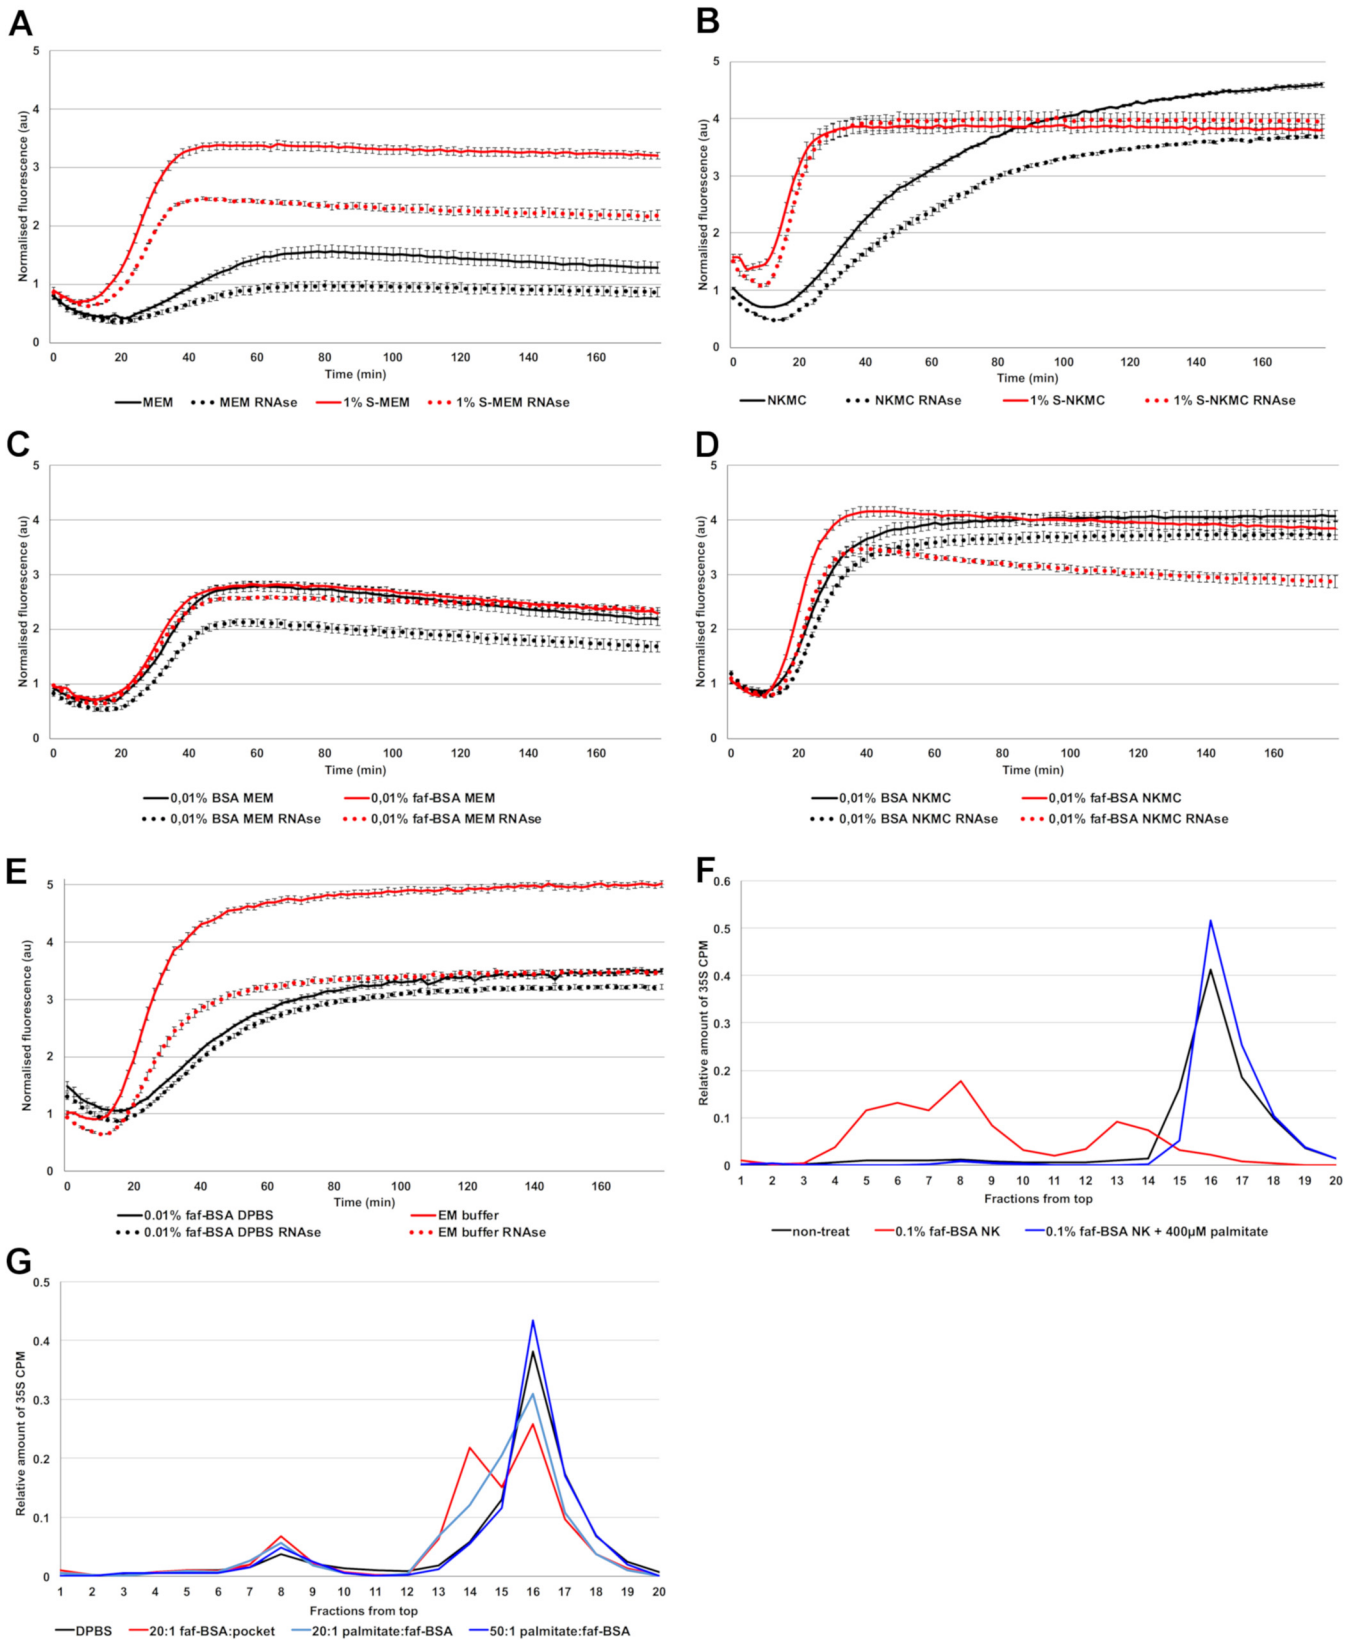 A
Normalised fluorescence (au)
5
4
3
2
1
0
0 20 40 60 80 100 120 140 160
Time (min)
MEM MEM RNAse 1% S-MEM 1% S-MEM RNAse
B
Normalised fluorescence (au)
5
4
3
2
1
0
0 20 40 60 80 100 120 140 160
Time (min)
NKMC NKMC RNAse 1% S-NKMC 1% S-NKMC RNAse
C
Normalised fluorescence (au)
5
4
3
2
1
0
0 20 40 60 80 100 120 140 160
Time (min)
0,01% BSA MEM 0,01% faf-BSA MEM
0,01% BSA MEM RNAse 0,01% faf-BSA MEM RNAse
D
Normalised fluorescence (au)
5
4
3
2
1
0
0 20 40 60 80 100 120 140 160
Time (min)
0,01% BSA NKMC 0,01% faf-BSA NKMC
0,01% BSA NKMC RNAse 0,01% faf-BSA NKMC RNAse
E
Normalised fluorescence (au)
5
4
3
2
1
0
0 20 40 60 80 100 120 140 160
Time (min)
0.01% faf-BSA DPBS EM buffer
0.01% faf-BSA DPBS RNAse EM buffer RNAse
F
Relative amount of 35S CPM
0.6
0.5
0.4
0.3
0.2
0.1
0
1 2 3 4 5 6 7 8 9 10 11 12 13 14 15 16 17 18 19 20
Fractions from top
non-treat 0.1% faf-BSA NK 0.1% faf-BSA NK + 400µM palmitate
G
Relative amount of 35S CPM
0.5
0.4
0.3
0.2
0.1
0
1 2 3 4 5 6 7 8 9 10 11 12 13 14 15 16 17 18 19 20
Fractions from top
DPBS 20:1 faf-BSA:pocket 20:1 palmitate:faf-BSA 50:1 palmitate:faf-BSA